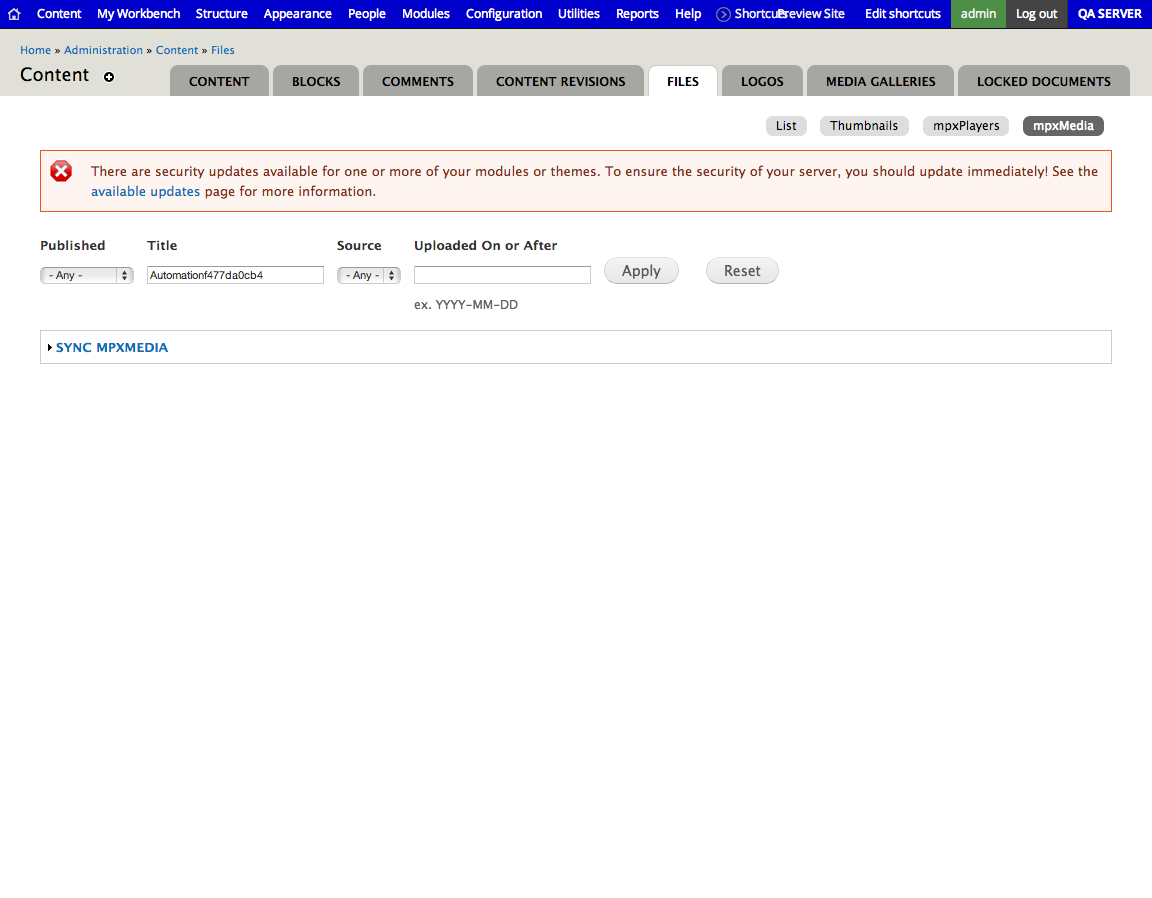 Content My Workbench Structure Appearance People Modules Configuration Utilities Reports Help Shortcuts Preview Site Edit shortcuts admin Log out QA SERVER
Home » Administration » Content » Files
Content CONTENT BLOCKS COMMENTS CONTENT REVISIONS FILES LOGOS MEDIA GALLERIES LOCKED DOCUMENTS
List Thumbnails mpxPlayers mpxMedia
There are security updates available for one or more of your modules or themes. To ensure the security of your server, you should update immediately! See the
available updates page for more information.
Published Title Source Uploaded On or After
- Any - Automationf477da0cb4 - Any - Apply Reset
ex. YYYY-MM-DD
SYNC MPXMEDIA